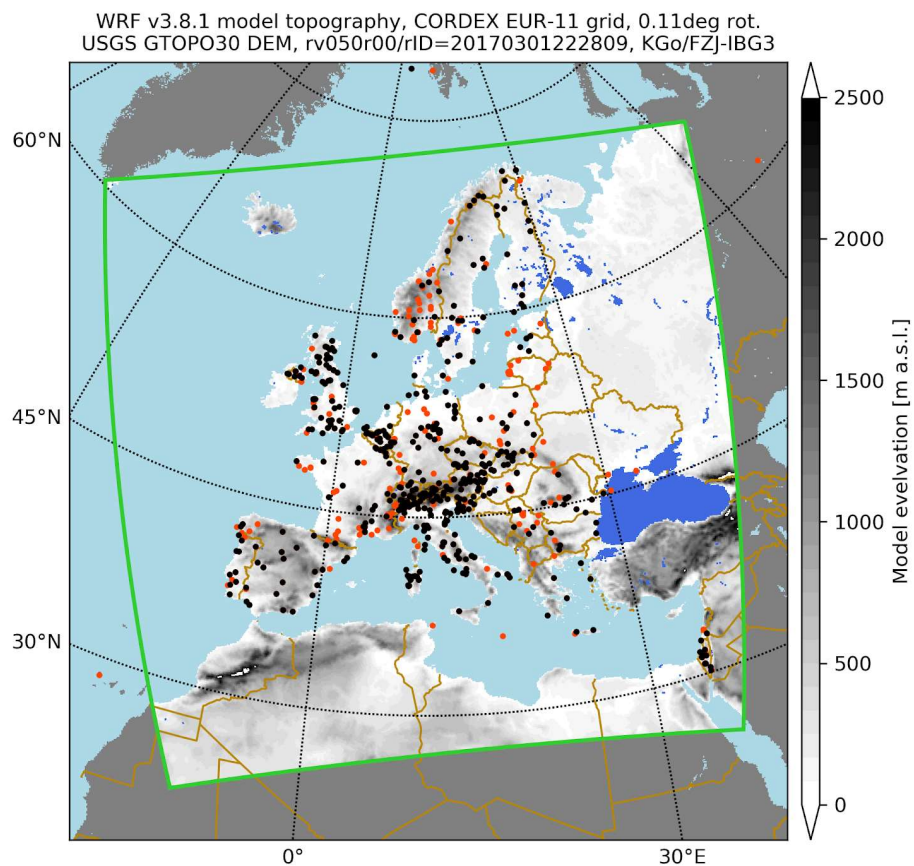 WRF v3.8.1 model topography, CORDEX EUR-11 grid, 0.11deg rot.
USGS GTOPO30 DEM, rv050r00/rID=20170301222809, KGo/FZJ-IBG3
60°N
45°N
30°N
0°
30°E
2500
2000
1500
1000
500
0
Model evelvation [m a.s.l.]